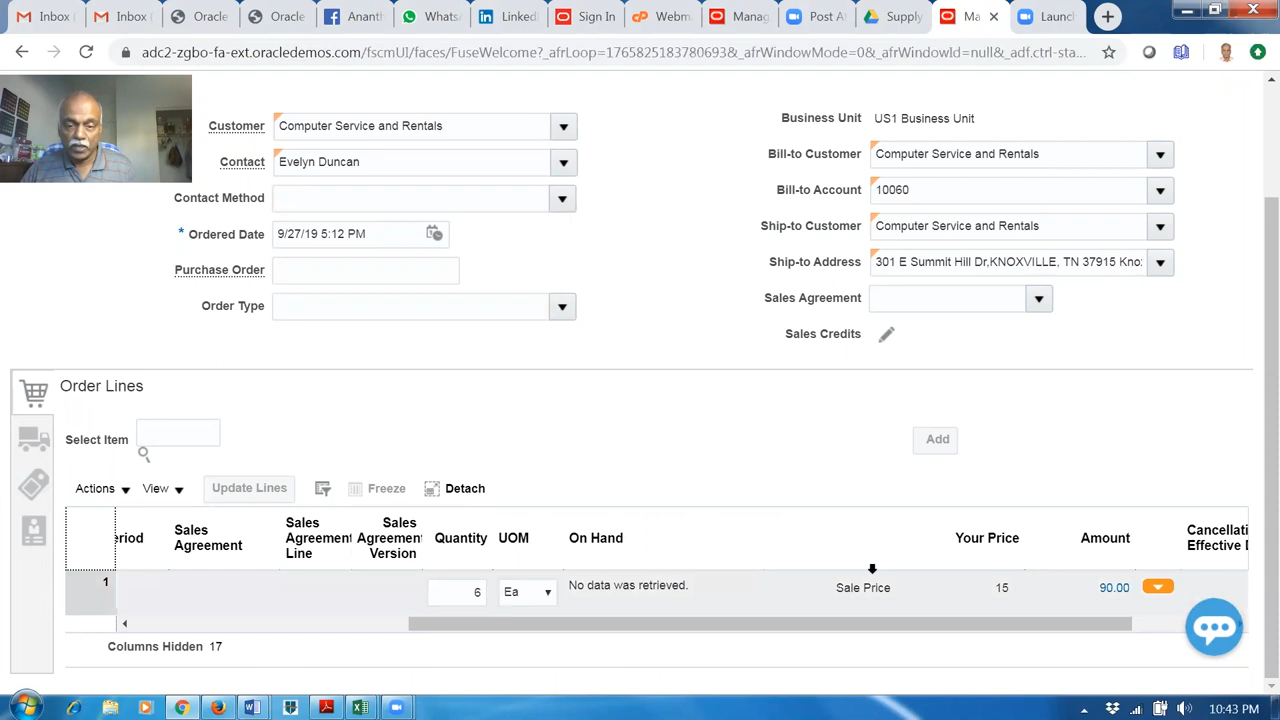 Inbox (
Inbox (
Oracle
Oracle
Ananth
Whats
Linked
Sign In
Webm
Manag
Post A
Supp
Ma
Launc
adc2-zgbo-fa-ext.oracledemos.com/fscmUI/faces/FuseWelcome?_afrLoop=17658251837806​93&_afrWindowMode=0&_afrWindowId=null&_adf.ctrl-sta...
Customer Computer Service and Rentals
Contact Evelyn Duncan
Contact Method
* Ordered Date 9/27/19 5:12 PM
Purchase Order
Order Type
Business Unit US1 Business Unit
Bill-to Customer Computer Service and Rentals
Bill-to Account 10060
Ship-to Customer Computer Service and Rentals
Ship-to Address 301 E Summit Hill Dr,KNOXVILLE, TN 37915 Kno
Sales Agreement
Sales Credits
Order Lines
Select Item
Add
Actions View Update Lines Freeze Detach
eriod
Sales
Agreement
Sales
Agreement
Line
Sales
Agreement
Version
Quantity
UOM
On Hand
Your Price
Amount
Cancellati
Effective D
1
6 Ea No data was retrieved. Sale Price 15 90.00
Columns Hidden 17
10:43 PM